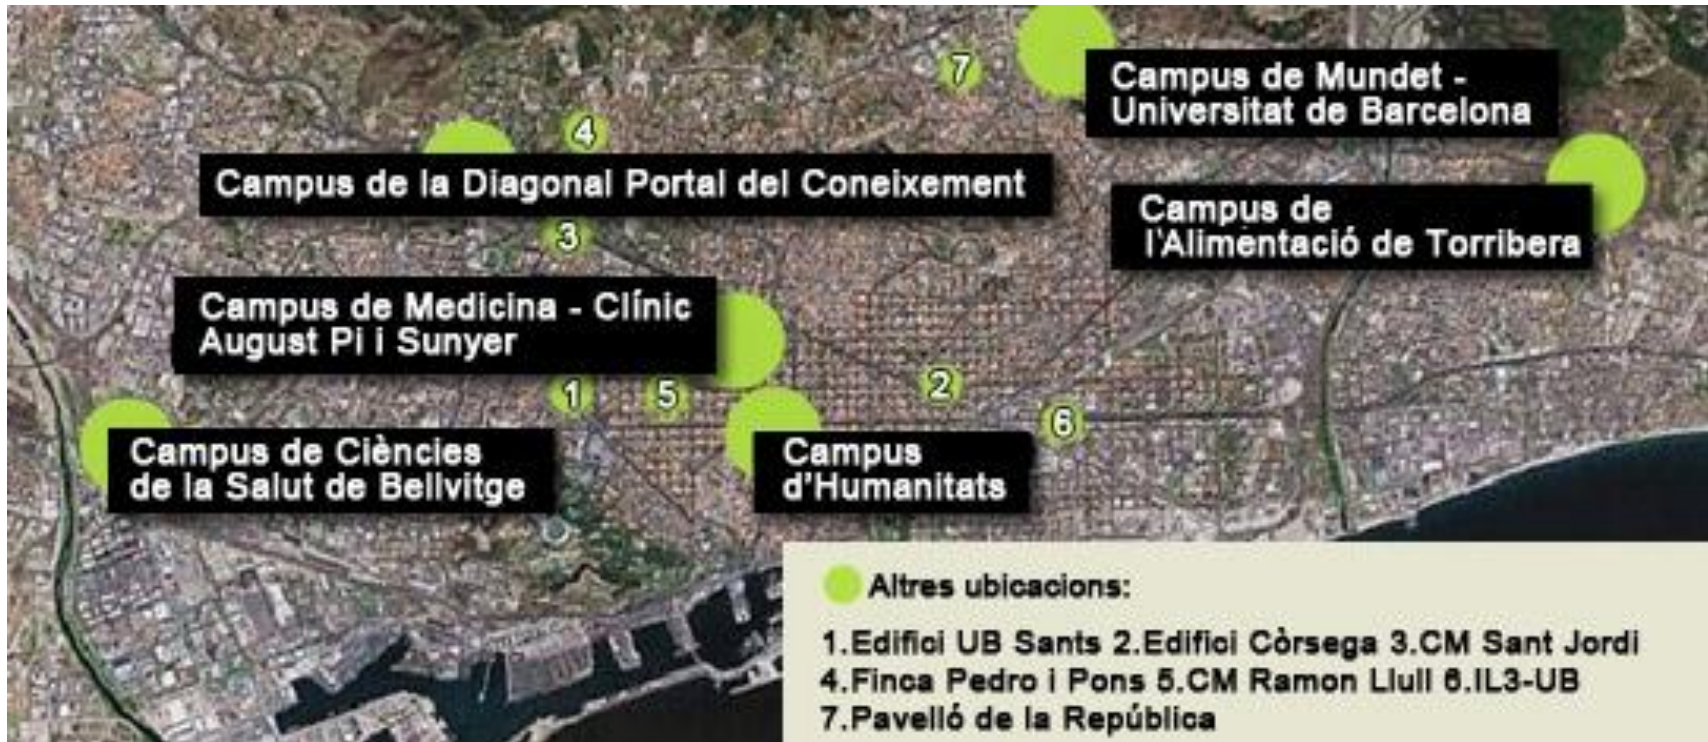 7
Campus de Mundet -
Universitat de Barcelona
4
Campus de la Diagonal Portal del Coneixement
Campus de
l'Alimentació de Torribera
3
Campus de Medicina - Clínic
August Pi i Sunyer
1
5
2
6
Campus de Ciències
de la Salut de Bellvitge
Campus
d'Humanitats
Altres ubicacions:
1.Edifici UB Sants 2.Edifici Còrsega 3.CM Sant Jordi
4.Finca Pedro i Pons 5.CM Ramon Llull 6.IL3-UB
7.Pavelló de la República